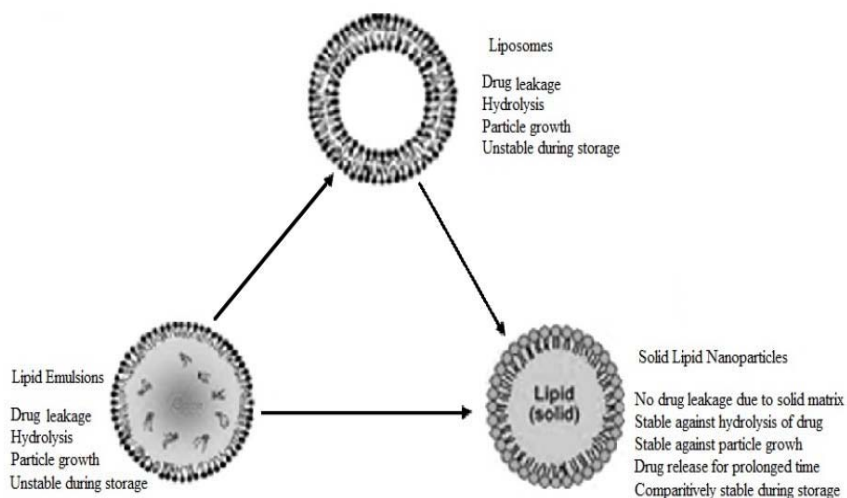 Liposomes
Drug leakage
Hydrolysis
Particle growth
Unstable during storage
Lipid Emulsions
Drug leakage
Hydrolysis
Particle growth
Unstable during storage
Lipid
(solid)
Solid Lipid Nanoparticles
No drug leakage due to solid matrix
Stable against hydrolysis of drug
Stable against particle growh
Drug release for prolonged time
Comparitively stable during storage